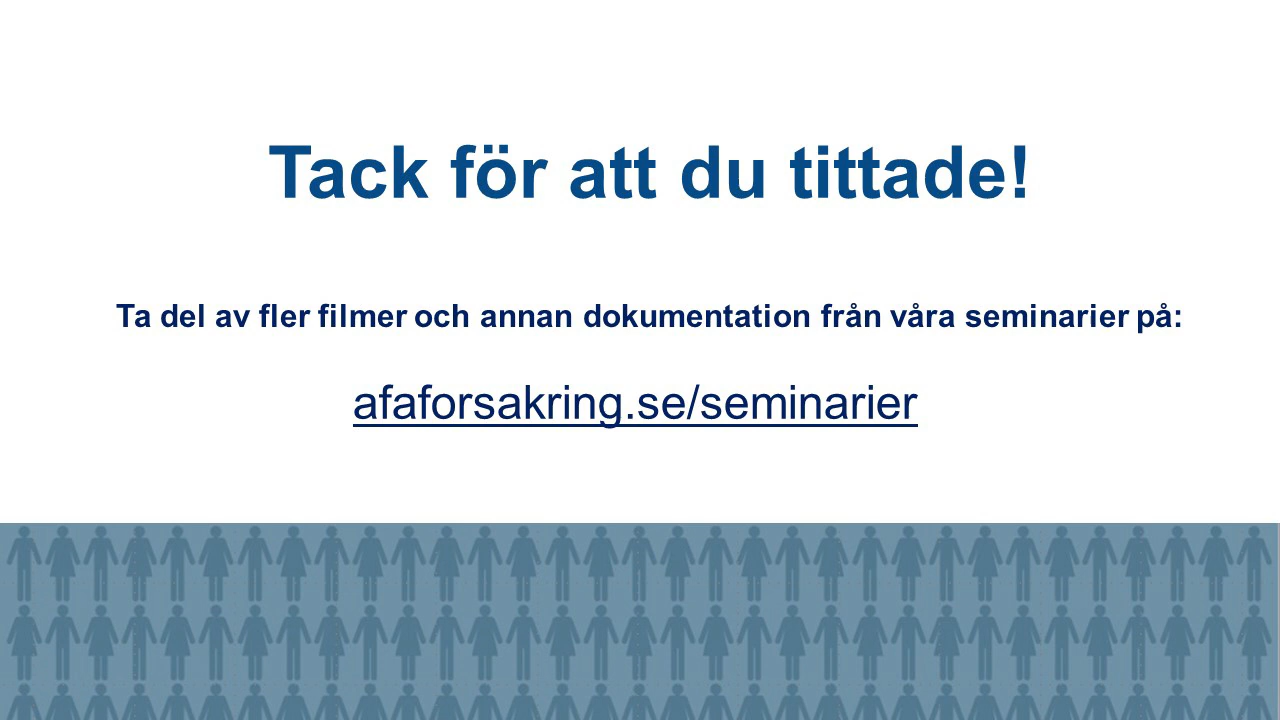 Tack för att du tittade!
Ta del av fler filmer och annan dokumentation från våra seminarier på:
afaforsakring.se/seminarier